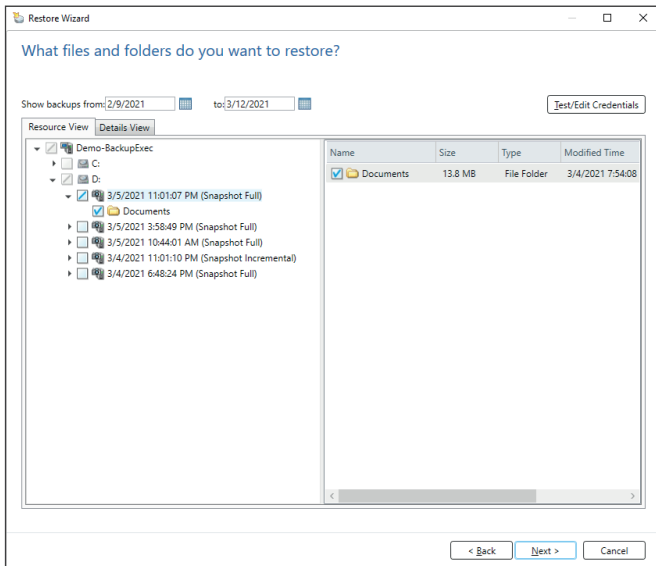 Restore Wizard
What files and folders do you want to restore?
Show backups from: 2/9/2021 to: 3/12/2021 Test/Edit Credentials
Resource View Details View
Demo-BackupExec
C:
D:
3/5/2021 11:01:07 PM (Snapshot Full)
Documents
3/5/2021 3:58:49 PM (Snapshot Full)
3/5/2021 10:44:01 AM (Snapshot Full)
3/4/2021 11:01:10 PM (Snapshot Incremental)
3/4/2021 6:48:24 PM (Snapshot Full)
Name Size Type Modified Time
Documents 13.8 MB File Folder 3/4/2021 7:54:08
< Back Next > Cancel